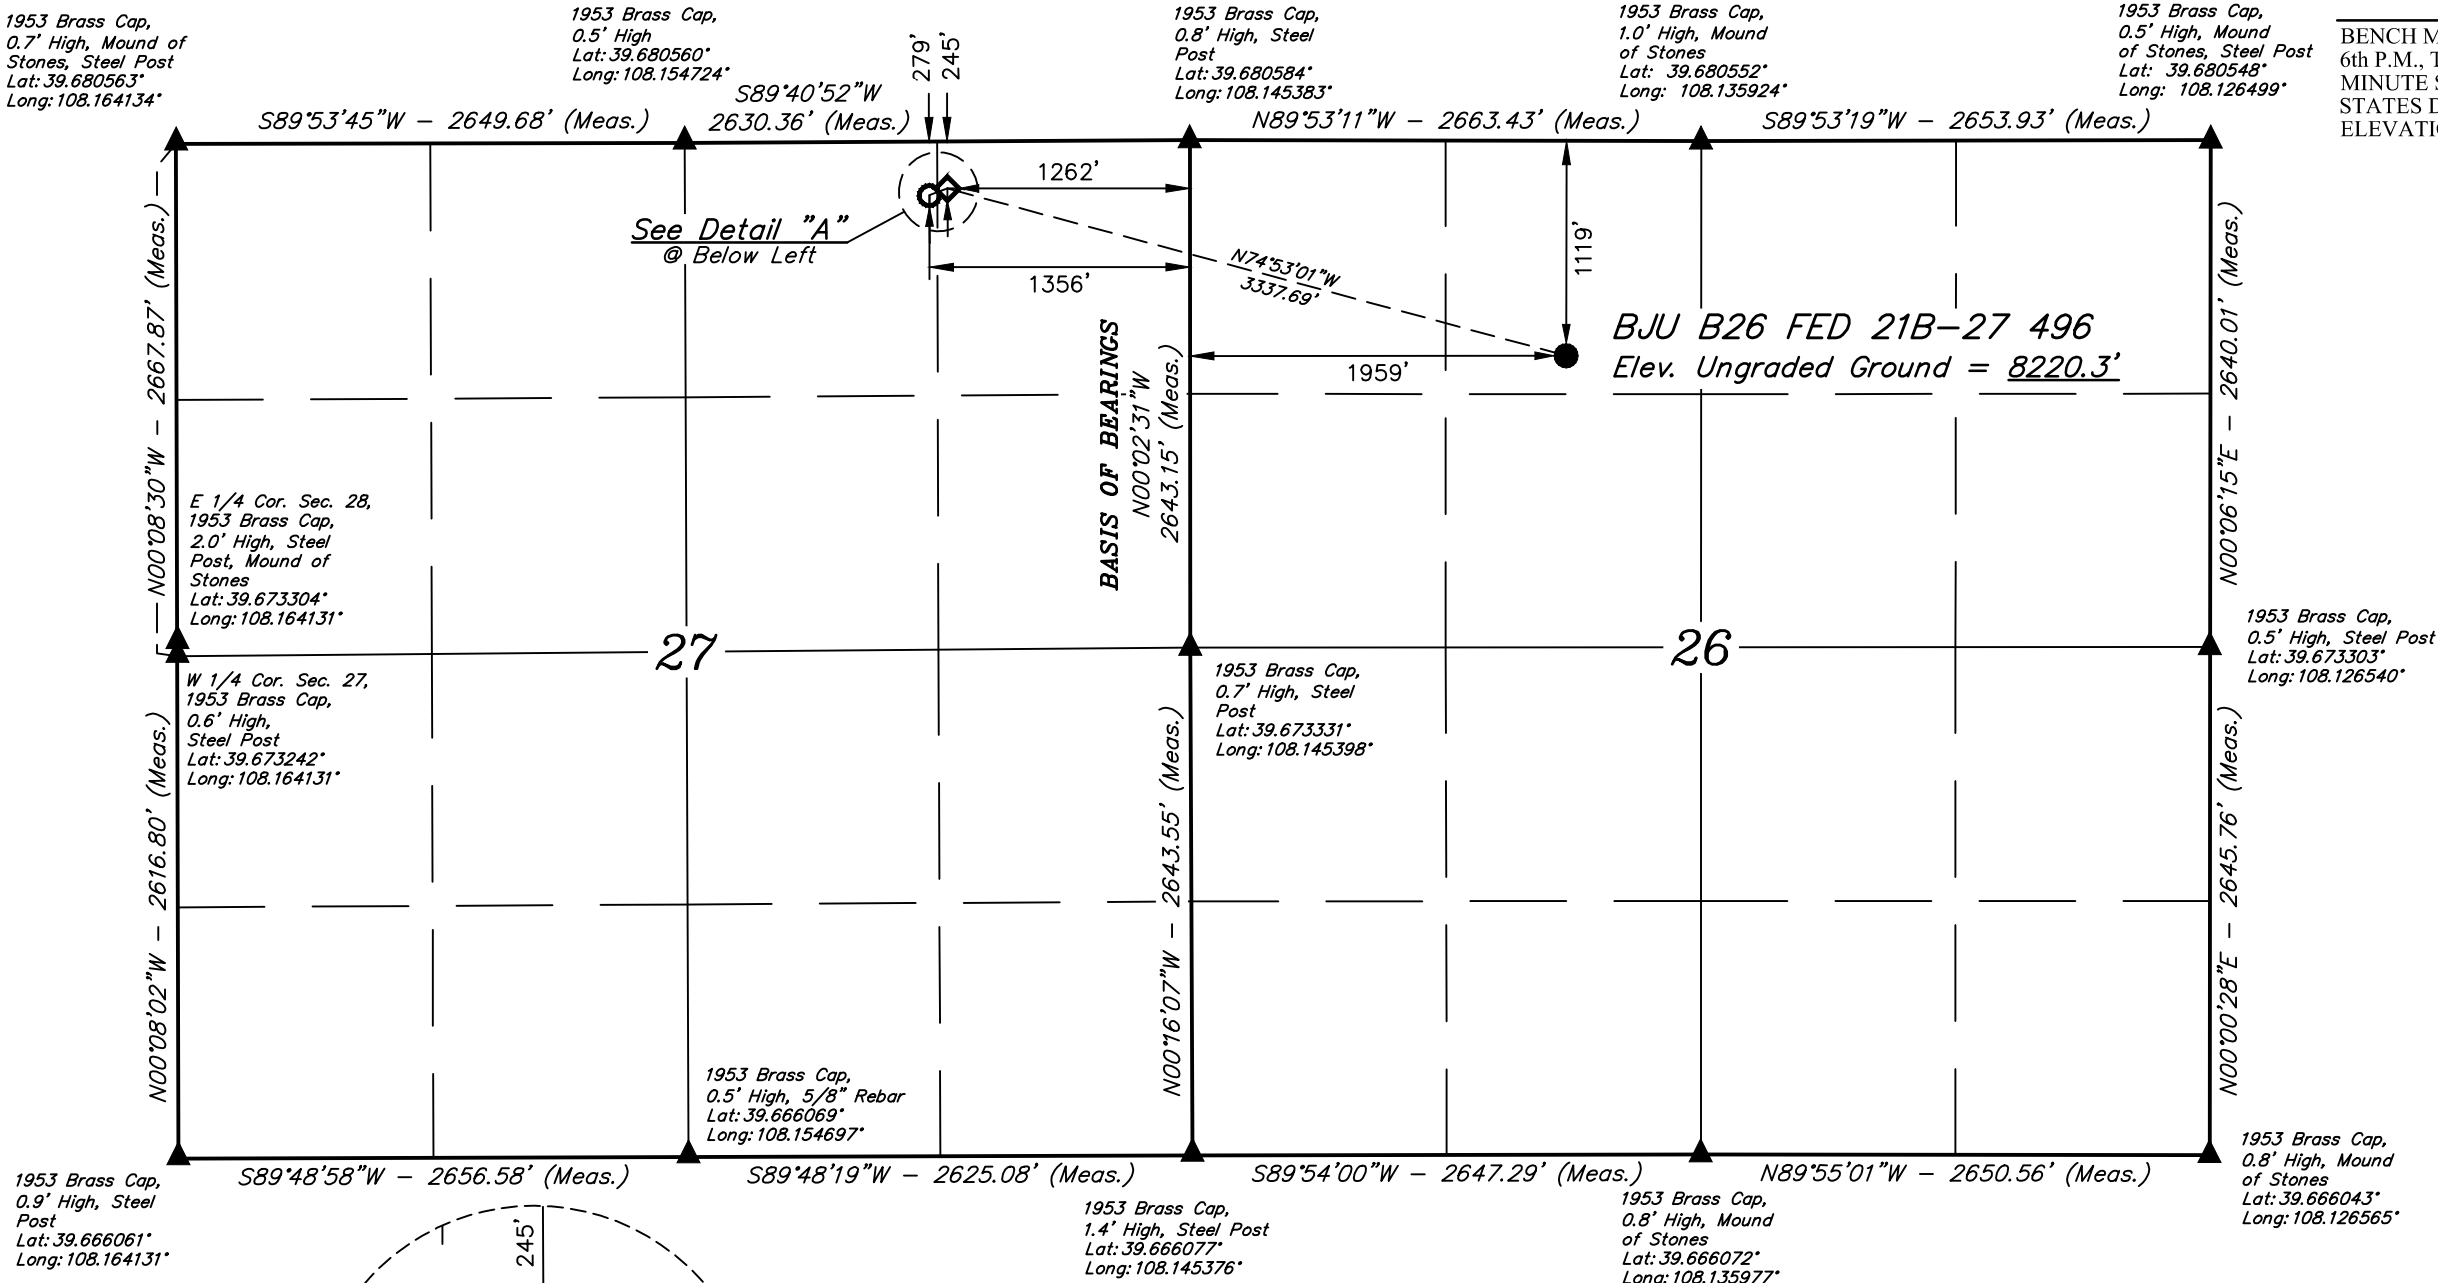 1953 Brass Cap,
0.7' High, Mound of
Stones, Steel Post
Lat: 39.680563°
Long: 108.164134°
1953 Brass Cap,
0.5' High
Lat: 39.680560°
Long: 108.154724°
279'
245'
1953 Brass Cap,
0.8' High, Steel
Post
Lat: 39.680584°
Long: 108.145383°
1953 Brass Cap,
1.0' High, Mound
of Stones
Lat: 39.680552°
Long: 108.135924°
1953 Brass Cap,
0.5' High, Mound
of Stones, Steel Post
Lat: 39.680548°
Long: 108.126499°
BENCH M
6th P.M., T
MINUTE S
STATES D
ELEVATI
S89°53'45"W – 2649.68' (Meas.)
S89°40'52"W
2630.36' (Meas.)
N89°53'11"W – 2663.43' (Meas.)
S89°53'19"W – 2653.93' (Meas.)
1262'
See Detail "A"
@ Below Left
1356'
N74°53'01"W
3337.69'
1119'
1959'
BJU B26 FED 21B–27 496
Elev. Ungraded Ground = 8220.3'
N00°08'30"W – 2667.87' (Meas.)
BASIS OF BEARINGS
N00°02'31"W
2643.15' (Meas.)
N00°06'15"E – 2640.01' (Meas.)
E 1/4 Cor. Sec. 28,
1953 Brass Cap,
2.0' High, Steel
Post, Mound of
Stones
Lat: 39.673304°
Long: 108.164131°
27
26
1953 Brass Cap,
0.5' High, Steel Post
Lat: 39.673303°
Long: 108.126540°
W 1/4 Cor. Sec. 27,
1953 Brass Cap,
0.6' High,
Steel Post
Lat: 39.673242°
Long: 108.164131°
1953 Brass Cap,
0.7' High, Steel
Post
Lat: 39.673331°
Long: 108.145398°
N00°08'02"W – 2616.80' (Meas.)
N00°16'07"W – 2643.55' (Meas.)
N00°00'28"E – 2645.76' (Meas.)
1953 Brass Cap,
0.5' High, 5/8" Rebar
Lat: 39.666069°
Long: 108.154697°
S89°48'58"W – 2656.58' (Meas.)
S89°48'19"W – 2625.08' (Meas.)
S89°54'00"W – 2647.29' (Meas.)
N89°55'01"W – 2650.56' (Meas.)
1953 Brass Cap,
0.9' High, Steel
Post
Lat: 39.666061°
Long: 108.164131°
245'
1953 Brass Cap,
1.4' High, Steel Post
Lat: 39.666077°
Long: 108.145376°
1953 Brass Cap,
0.8' High, Mound
of Stones
Lat: 39.666072°
Long: 108.135977°
1953 Brass Cap,
0.8' High, Mound
of Stones
Lat: 39.666043°
Long: 108.126565°